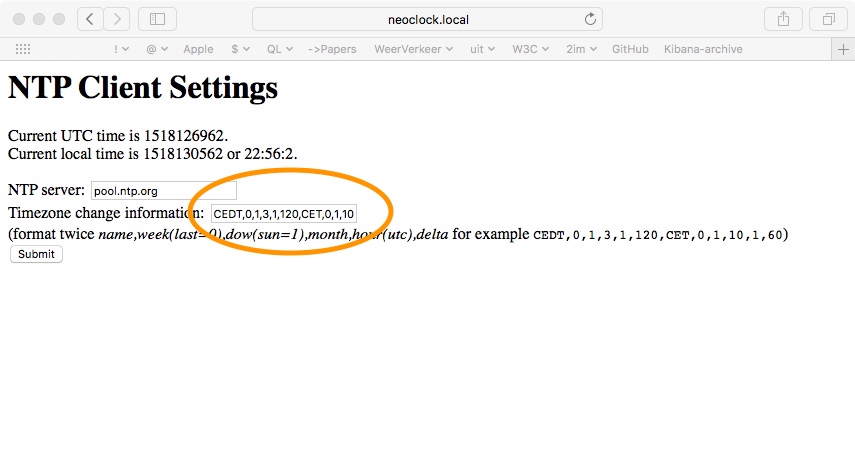 neoclock.local
! @ Apple $ QL ->Papers WeerVerkeer uit W3C 2im GitHub Kibana-archive +
NTP Client Settings
Current UTC time is 1518126962.
Current local time is 1518130562 or 22:56:2.
NTP server: pool.ntp.org
Timezone change information: CEDT,0,1,3,1,120,CET,0,1,10
(format twice name,week(last=0),dow(sun=1),month,hour(utc),delta for example CEDT,0,1,3,1,120,CET,0,1,10,1,60)
Submit